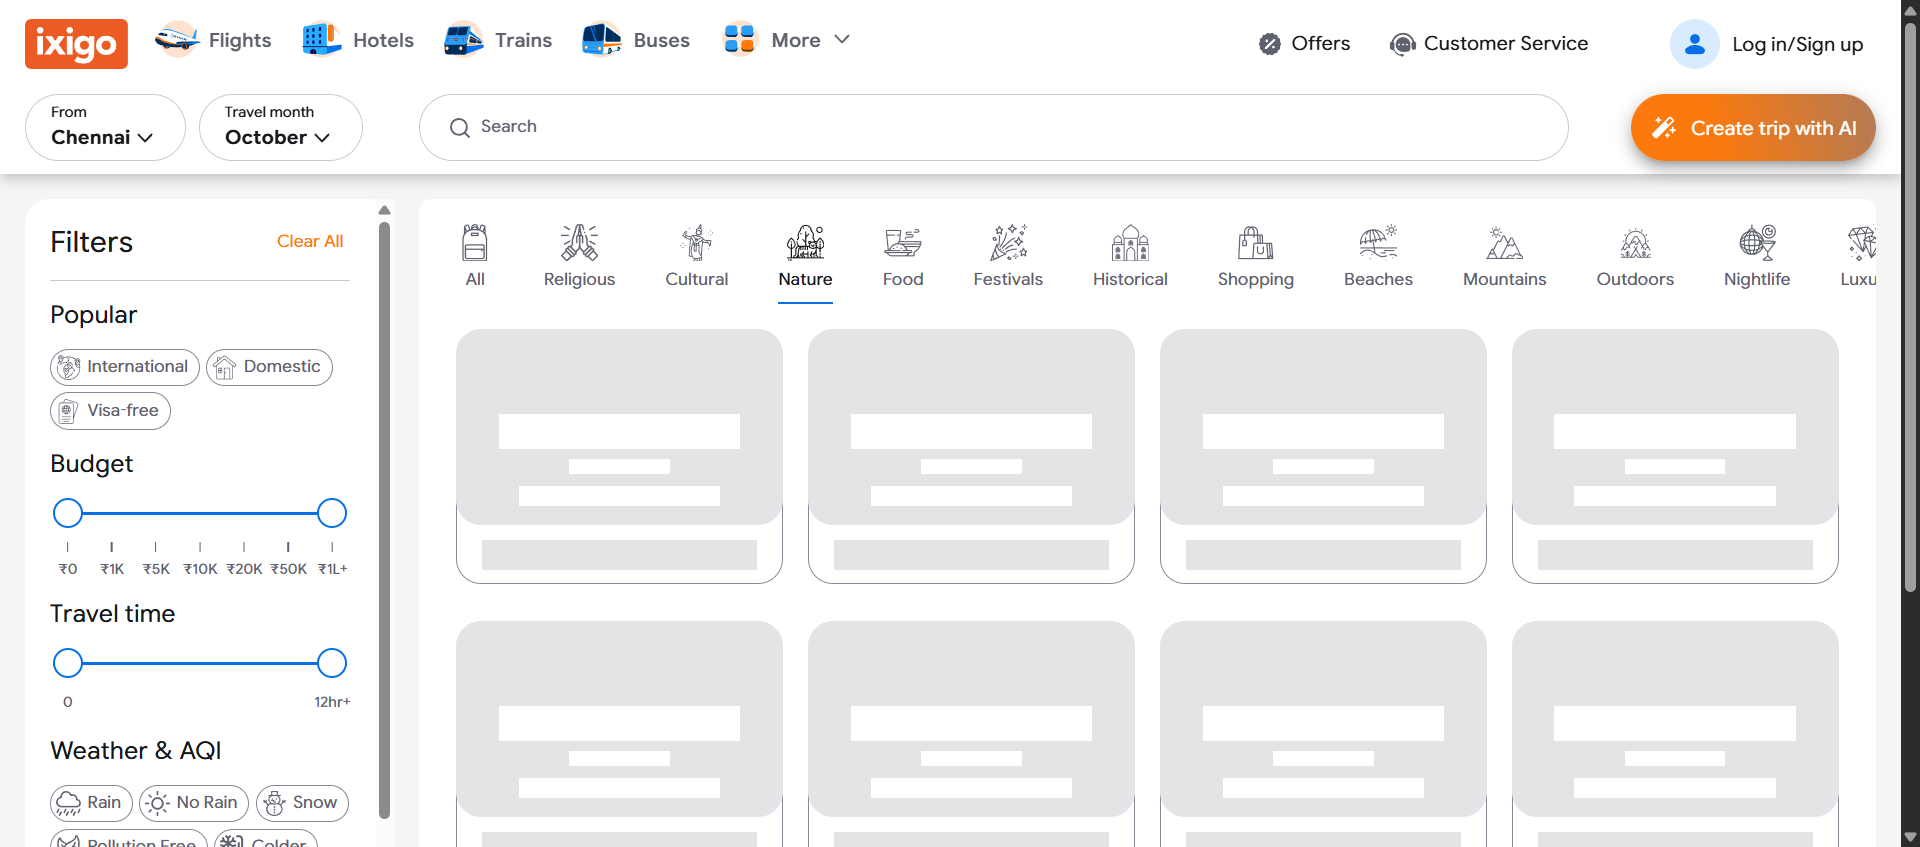 ixigo
Flights
Hotels
Trains
Buses
More
Offers
Customer Service
Log in/Sign up
From
Chennai
Travel month
October
Search
Create trip with AI
Filters
Clear All
Popular
International
Domestic
Visa-free
Budget
₹0 ₹1K ₹5K ₹10K ₹20K ₹50K ₹1L+
Travel time
0 12hr+
Weather & AQI
Rain
No Rain
Snow
Pollution Free
Colder
All
Religious
Cultural
Nature
Food
Festivals
Historical
Shopping
Beaches
Mountains
Outdoors
Nightlife
Luxu